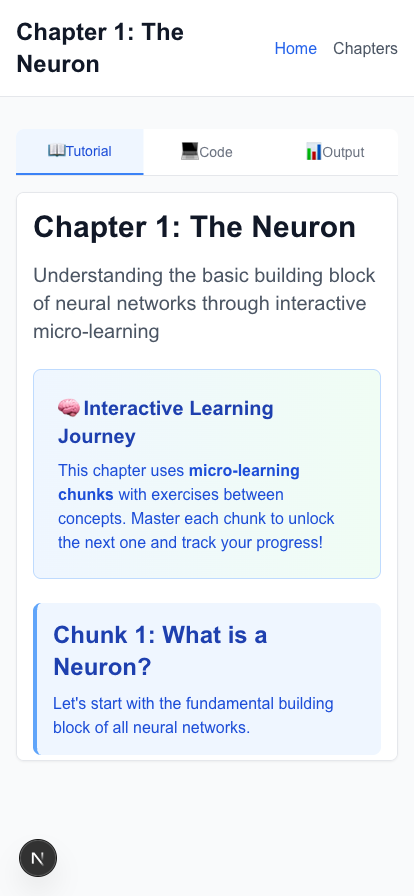 Chapter 1: The
Neuron
Home
Chapters
Tutorial
Code
Output
Chapter 1: The Neuron
Understanding the basic building block
of neural networks through interactive
micro-learning
Interactive Learning
Journey
This chapter uses micro-learning
chunks with exercises between
concepts. Master each chunk to unlock
the next one and track your progress!
Chunk 1: What is a
Neuron?
Let's start with the fundamental building
block of all neural networks.
N